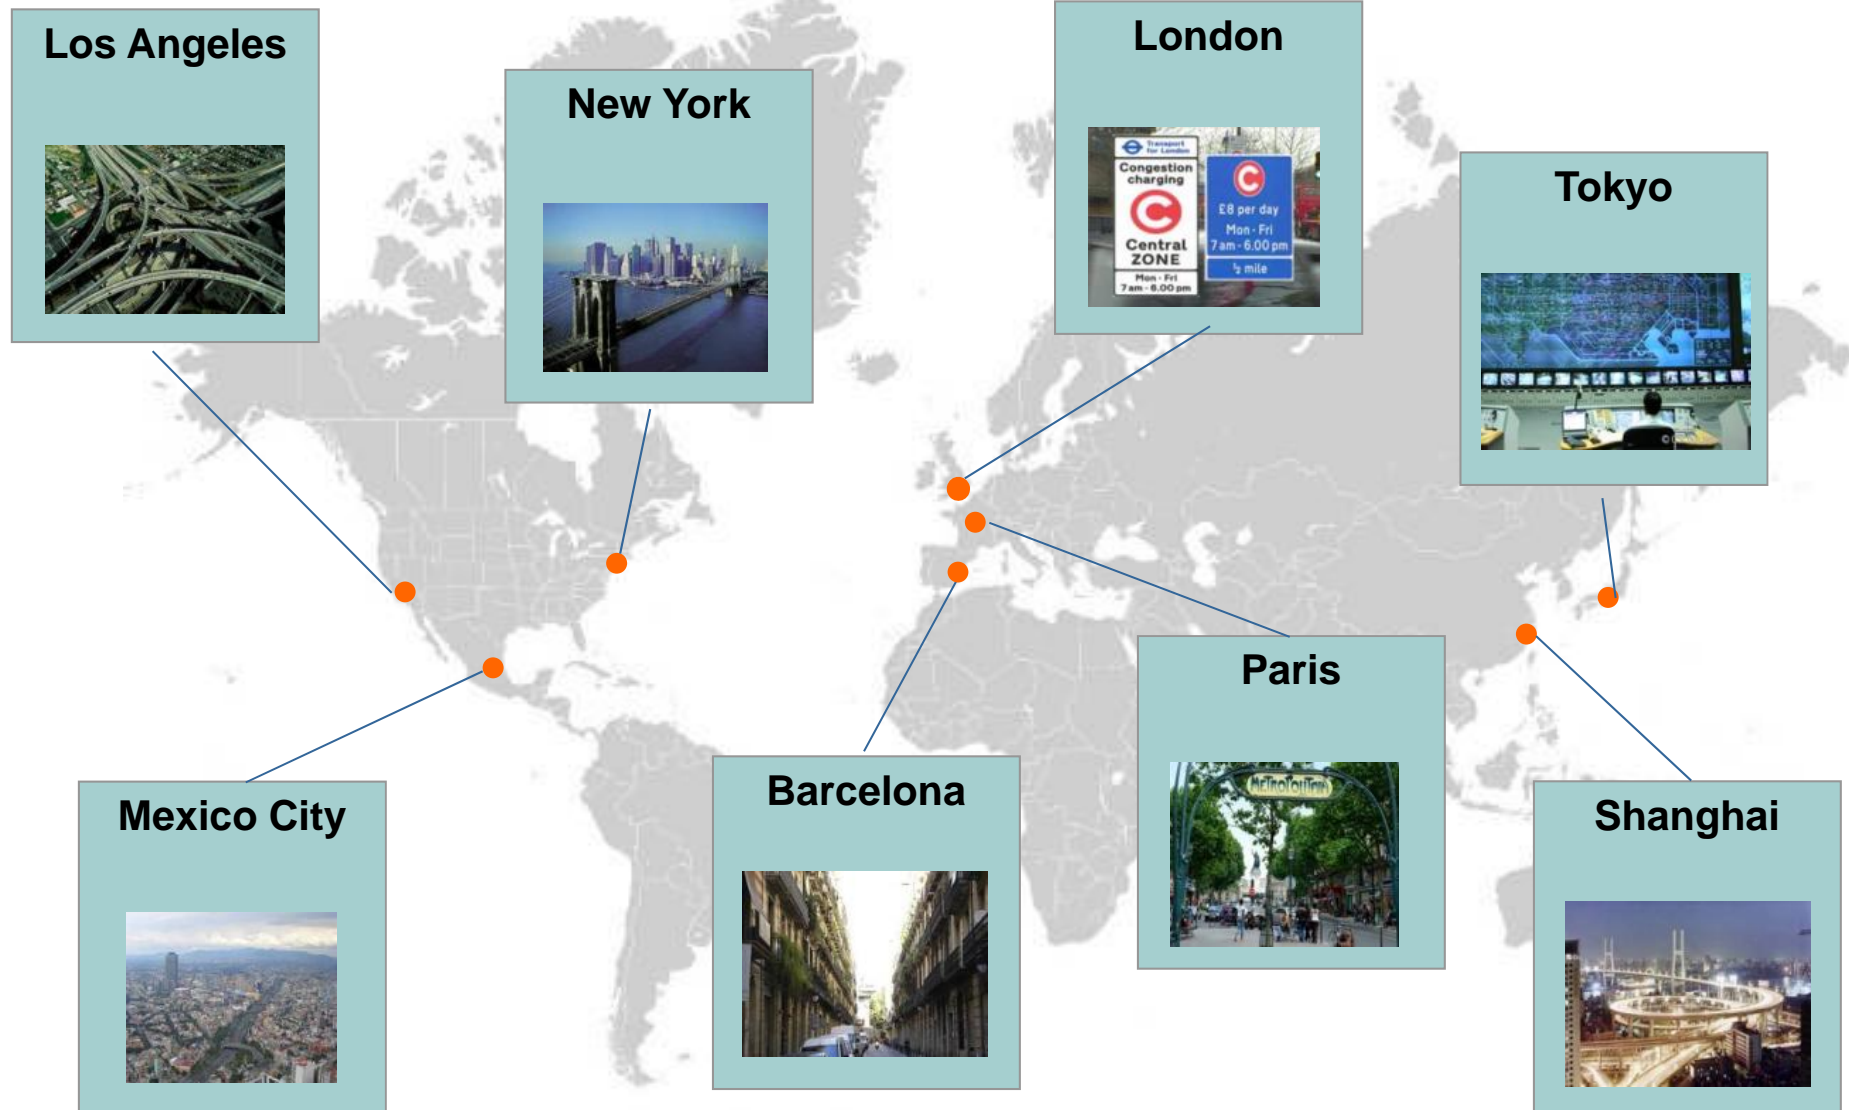 Los Angeles
New York
London
Transport
for London
Congestion
charging
C
Central
ZONE
Mon - Fri
7am - 6.00 pm
C
£8 per day
Mon - Fri
7am - 6.00 pm
½ mile
Tokyo
Paris
METROPOLITAIN
Barcelona
Mexico City
Shanghai